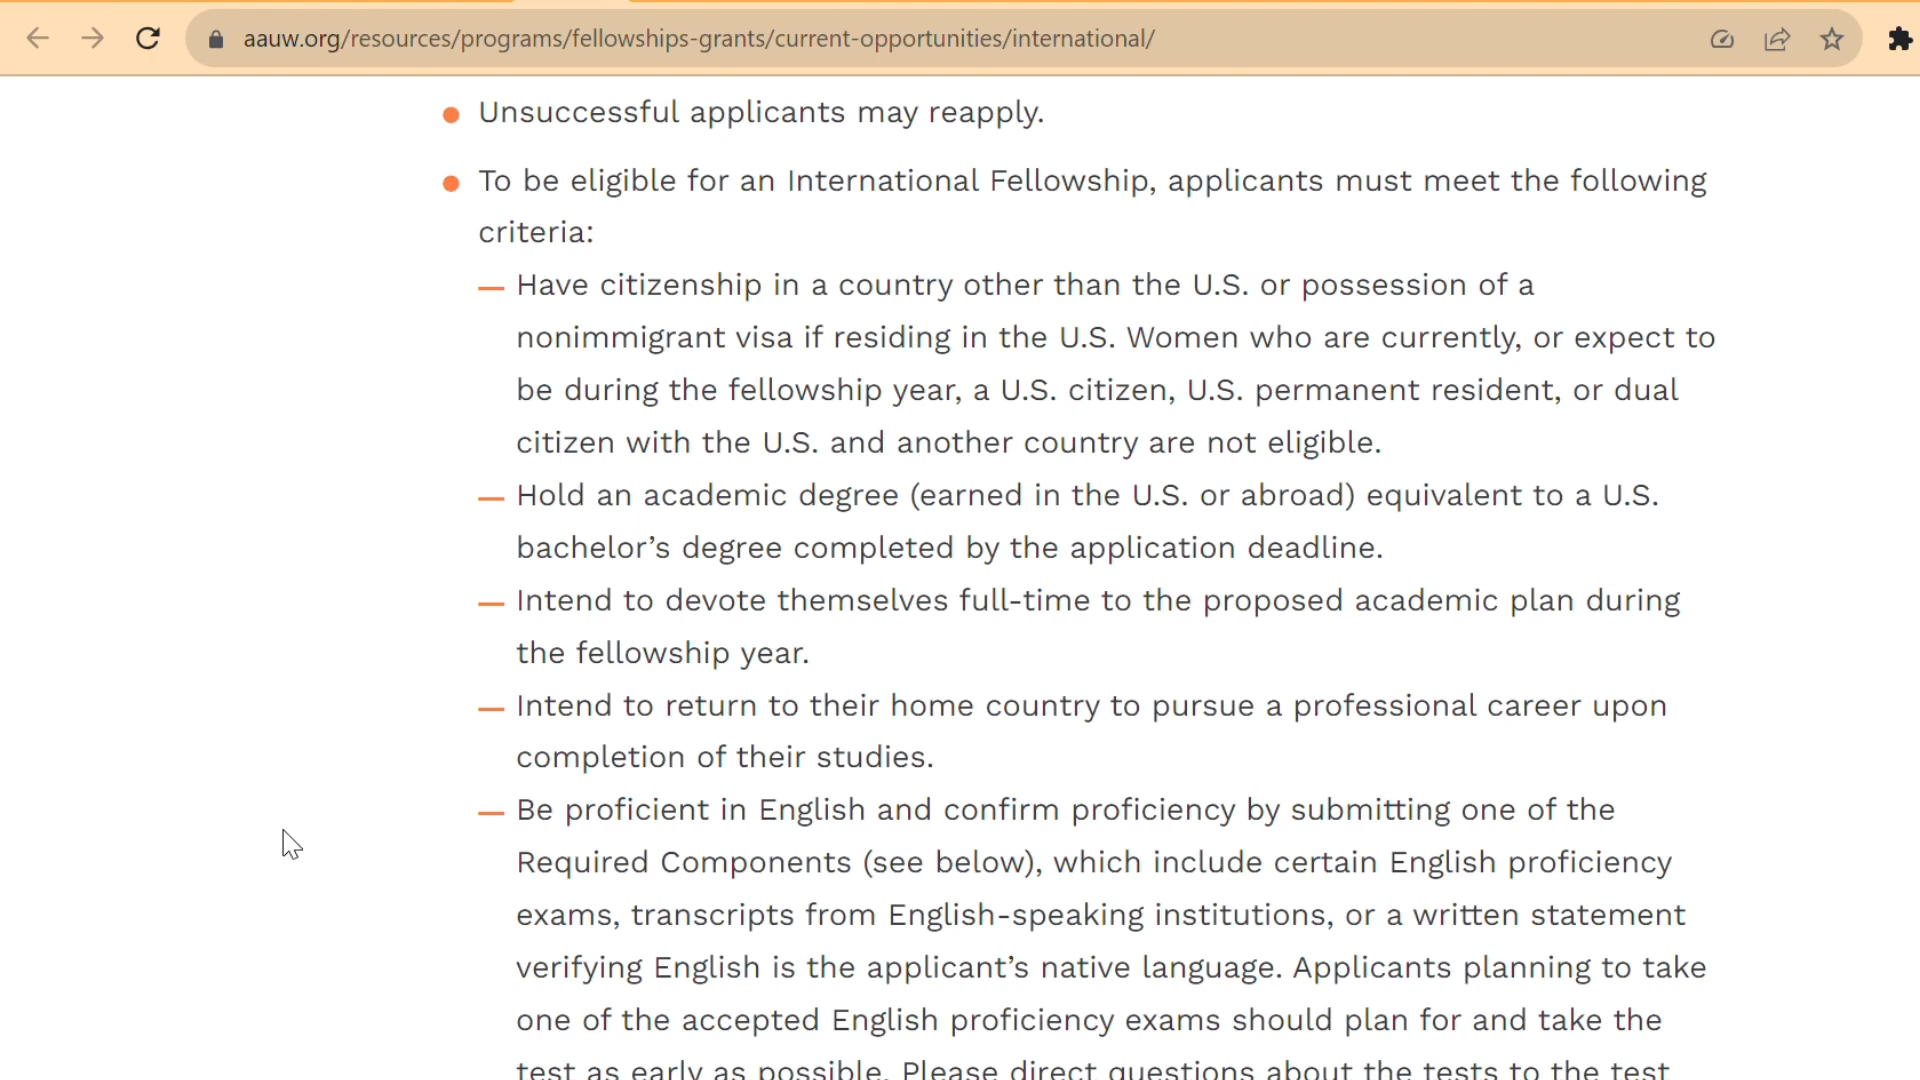 aauw.org/resources/programs/fellowships-grants/current-opportunities/international/
Unsuccessful applicants may reapply.
To be eligible for an International Fellowship, applicants must meet the following
criteria:
Have citizenship in a country other than the U.S. or possession of a
nonimmigrant visa if residing in the U.S. Women who are currently, or expect to
be during the fellowship year, a U.S. citizen, U.S. permanent resident, or dual
citizen with the U.S. and another country are not eligible.
Hold an academic degree (earned in the U.S. or abroad) equivalent to a U.S.
bachelor’s degree completed by the application deadline.
Intend to devote themselves full-time to the proposed academic plan during
the fellowship year.
Intend to return to their home country to pursue a professional career upon
completion of their studies.
Be proficient in English and confirm proficiency by submitting one of the
Required Components (see below), which include certain English proficiency
exams, transcripts from English-speaking institutions, or a written statement
verifying English is the applicant’s native language. Applicants planning to take
one of the accepted English proficiency exams should plan for and take the
test as early as possible. Please direct questions about the tests to the test